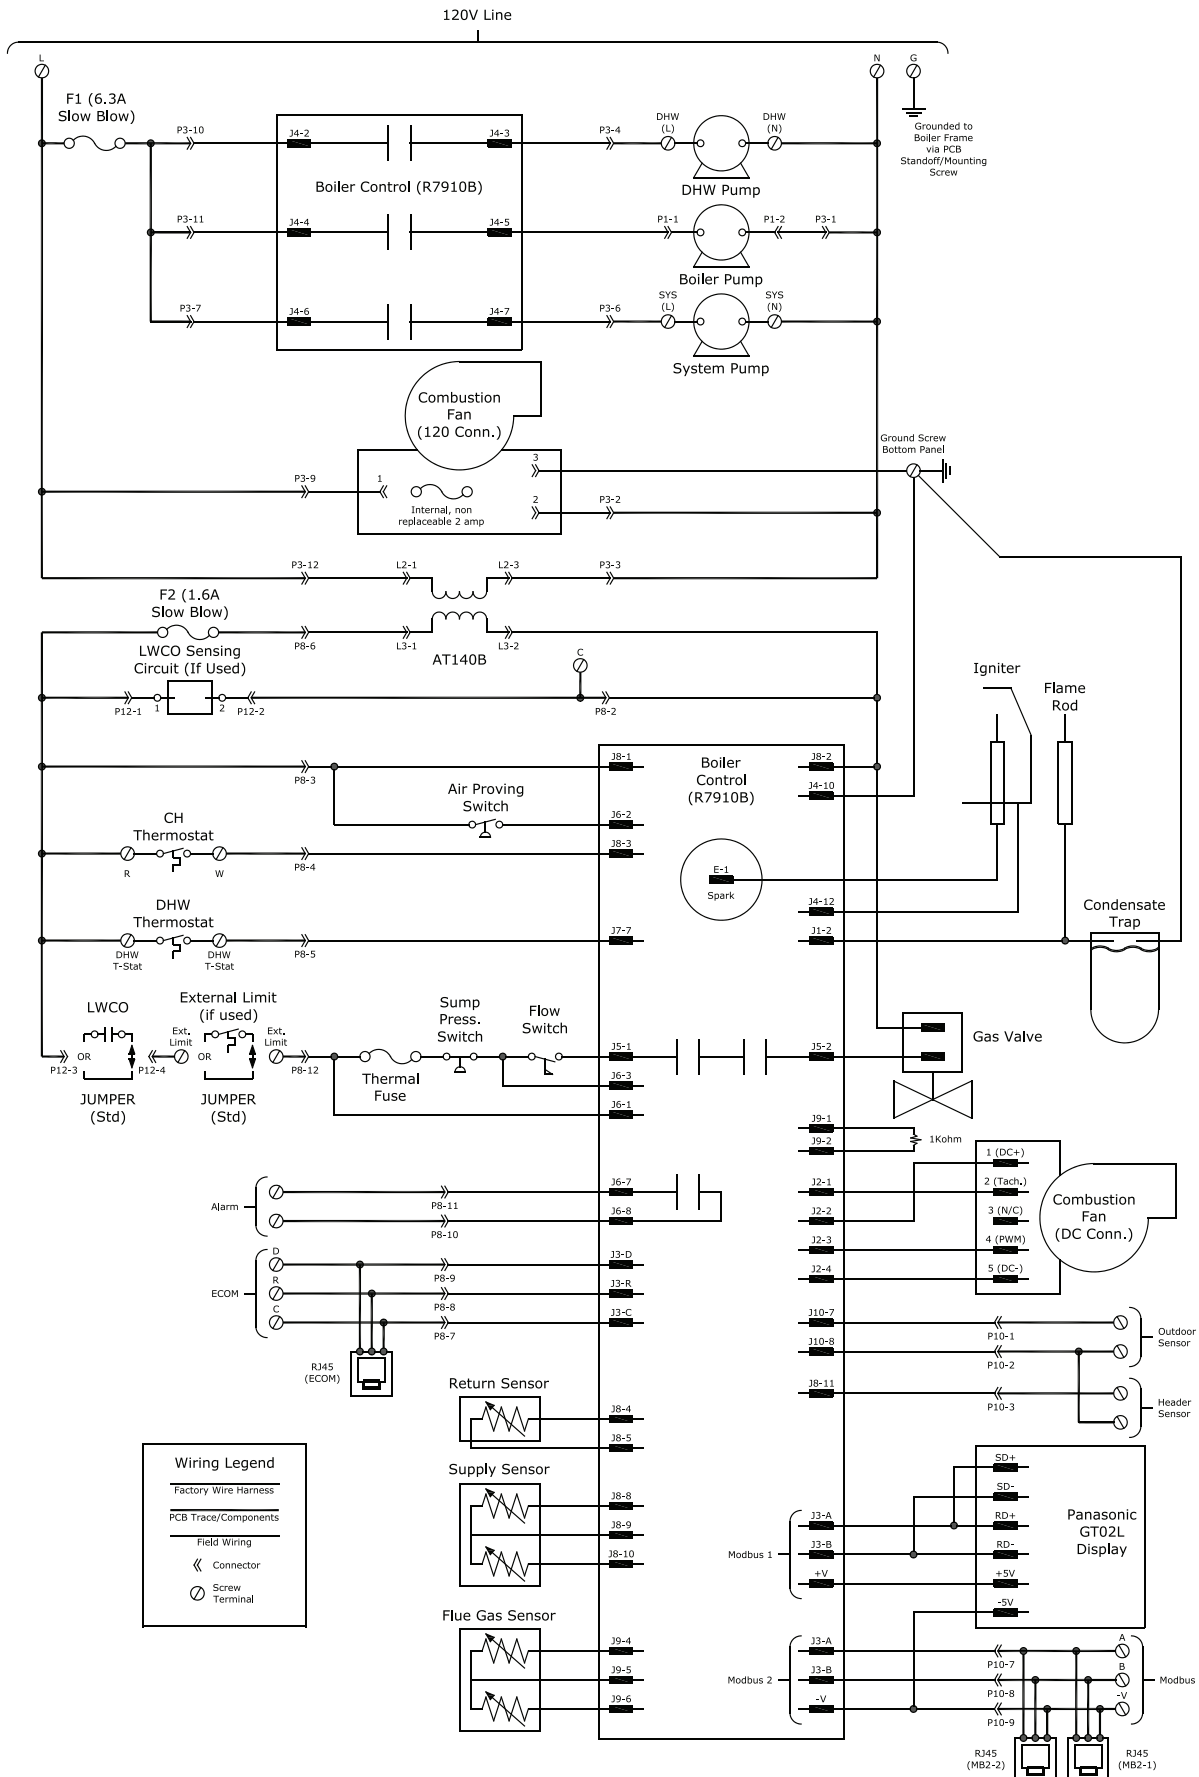 120V Line
L
N
G
F1 (6.3A
Slow Blow)
P3-10
J4-2
J4-3
P3-4
DHW
(L)
DHW
(N)
Grounded to
Boiler Frame
via PCB
Standoff/Mounting
Screw
Boiler Control (R7910B)
DHW Pump
P3-11
J4-4
J4-5
P1-1
P1-2
P3-1
Boiler Pump
P3-7
J4-6
J4-7
P3-6
SYS
(L)
SYS
(N)
System Pump
Combustion
Fan
(120 Conn.)
Ground Screw
Bottom Panel
P3-9
1
3
Internal, non
replaceable 2 amp
2
P3-2
P3-12
L2-1
L2-3
P3-3
F2 (1.6A
Slow Blow)
P8-6
L3-1
L3-2
AT140B
LWCO Sensing
Circuit (If Used)
P12-1
1
2
P12-2
C
P8-2
Igniter
Flame
Rod
P8-3
J8-1
Boiler
Control
(R7910B)
J8-2
J4-10
Air Proving
Switch
J6-2
CH
Thermostat
R
W
P8-4
J8-3
E-1
Spark
J4-12
Condensate
Trap
DHW
Thermostat
DHW
T-Stat
DHW
T-Stat
P8-5
J7-7
J1-2
LWCO
OR
P12-3
P12-4
JUMPER
(Std)
External Limit
(if used)
Ext.
Limit
OR
Ext.
Limit
JUMPER
(Std)
P8-12
Thermal
Fuse
Sump
Press.
Switch
Flow
Switch
J5-1
J5-2
Gas Valve
J6-3
J6-1
J9-1
J9-2
1Kohm
Alarm
P8-11
P8-10
J6-7
J6-8
J2-1
J2-2
J2-3
J2-4
1 (DC+)
2 (Tach.)
3 (N/C)
4 (PWM)
5 (DC-)
Combustion
Fan
(DC Conn.)
ECOM
D
R
C
P8-9
P8-8
P8-7
J3-D
J3-R
J3-C
RJ45
(ECOM)
J10-7
J10-8
J8-11
P10-1
P10-2
P10-3
Outdoor
Sensor
Header
Sensor
Return Sensor
J8-4
J8-5
Supply Sensor
J8-8
J8-9
J8-10
Wiring Legend
Factory Wire Harness
PCB Trace/Components
Field Wiring
Connector
Screw
Terminal
Modbus 1
J3-A
J3-B
+V
SD+
SD-
RD+
RD-
+5V
-5V
Panasonic
GT02L
Display
Flue Gas Sensor
J9-4
J9-5
J9-6
Modbus 2
J3-A
J3-B
-V
P10-7
P10-8
P10-9
A
B
-V
Modbus
RJ45
(MB2-2)
RJ45
(MB2-1)